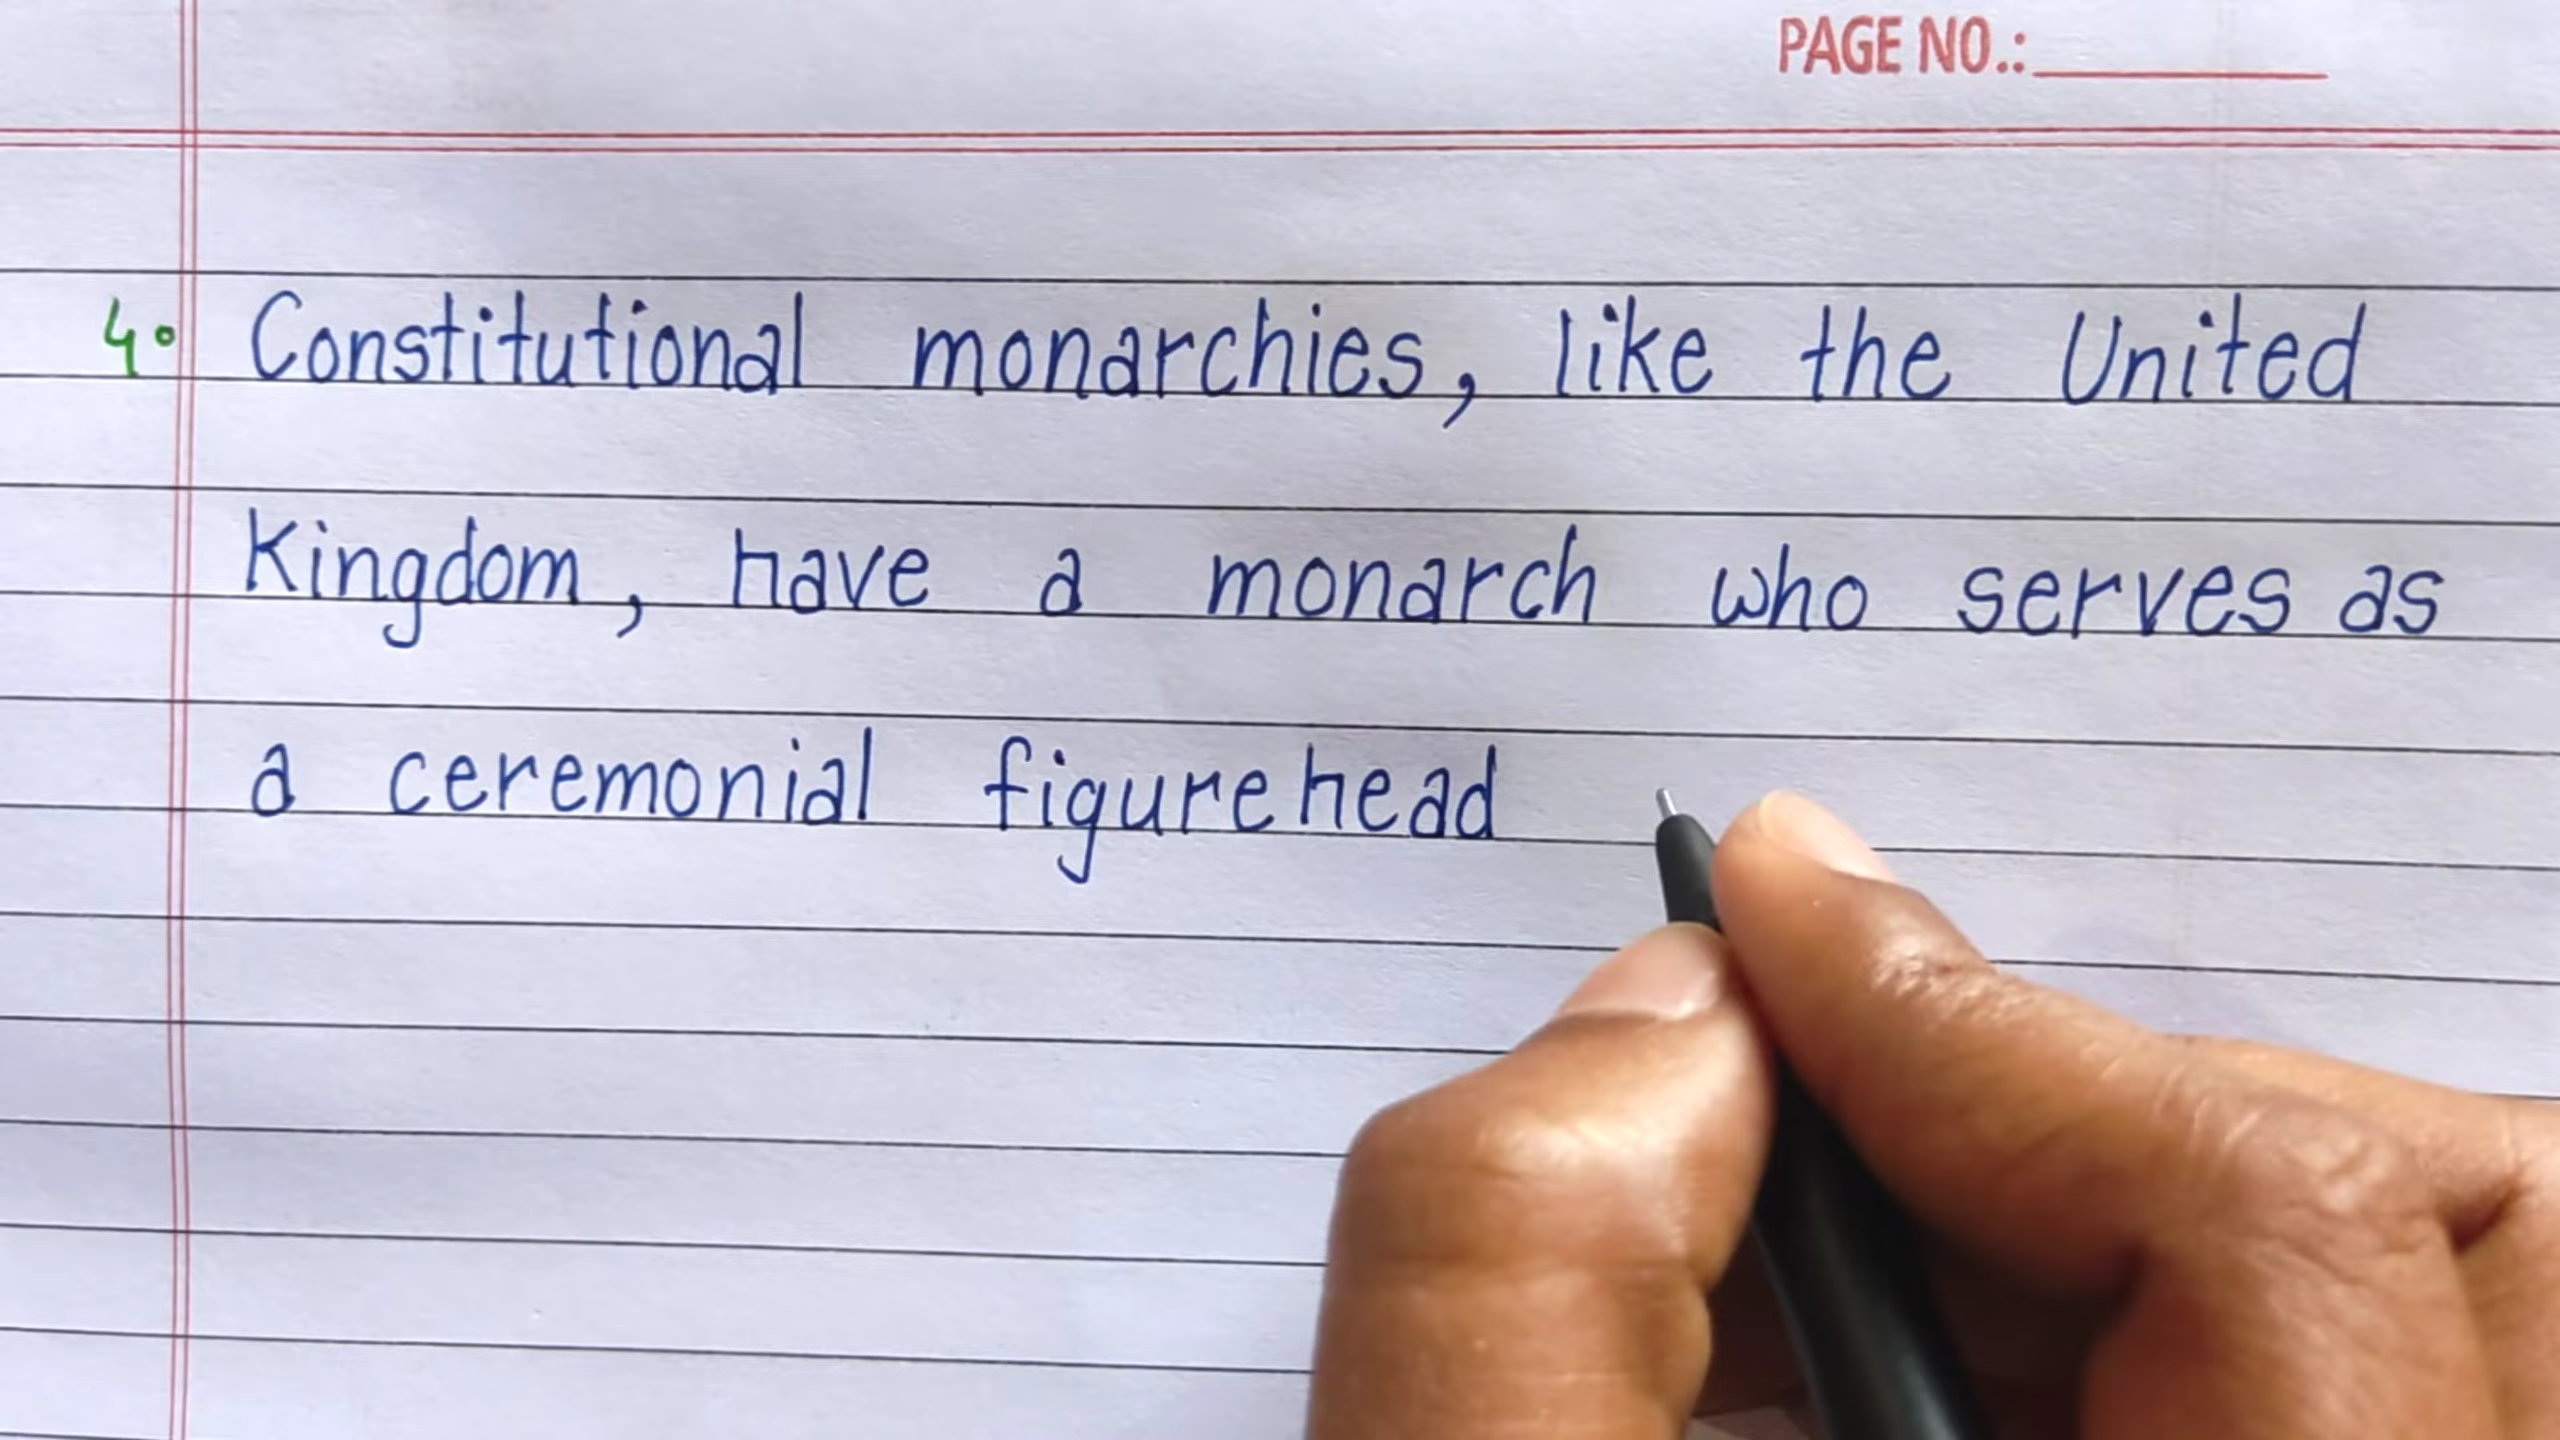 PAGE NO.:
4. Constitutional monarchies, like the United
Kingdom, have a monarch who serves as
a ceremonial figurehead